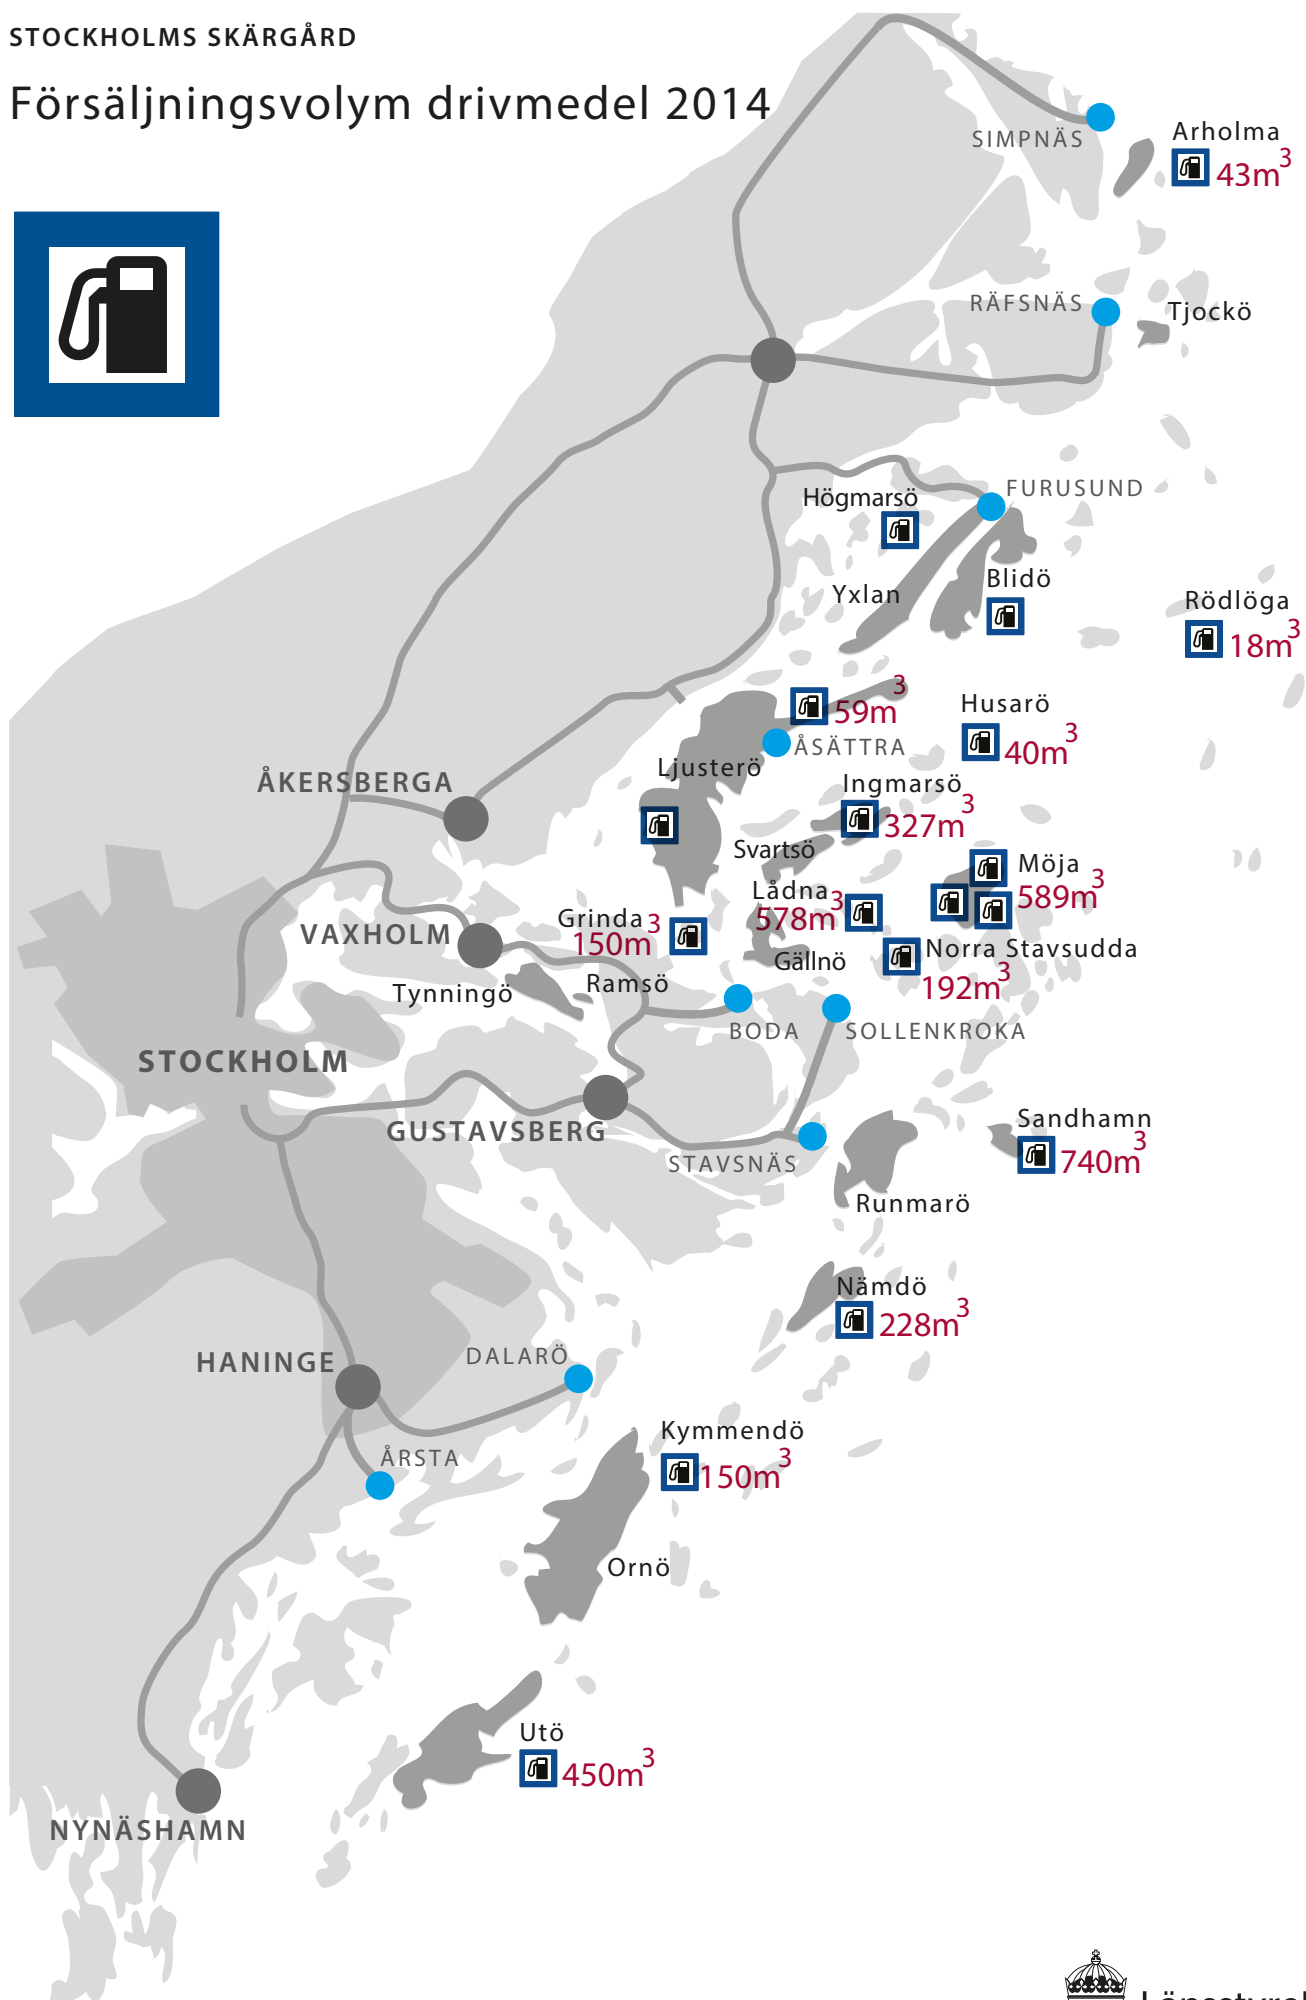 STOCKHOLMS SKÄRGÅRD
Försäljningsvolym drivmedel 2014
SIMPNÄS
Arholma
43m³
RÄFSNÄS
Tjockö
FURUSUND
Högmarsö
Yxlan
Blidö
Rödlöga
18m³
59m³
Husarö
40m³
ÅSÄTTRA
Ljusterö
ÅKERSBERGA
Ingmarsö
327m³
Svartsö
Möja
589m³
Lådna
578m³
Grinda
150m³
VAXHOLM
Norra Stavsudda
192m³
Gällnö
Ramsö
Tynningö
BODA
SOLLENKROKA
STOCKHOLM
GUSTAVSBERG
Sandhamn
740m³
STAVSNÄS
Runmarö
Nämdö
228m³
DALARÖ
HANINGE
Kymmendö
150m³
ÅRSTA
Ornö
Utö
450m³
NYNÄSHAMN